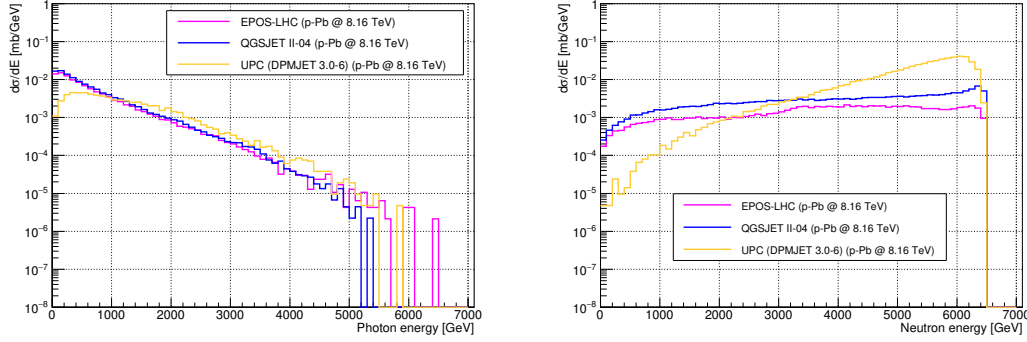 dσ/dE [mb/GeV]
10⁻¹
10⁻²
10⁻³
10⁻⁴
10⁻⁵
10⁻⁶
10⁻⁷
10⁻⁸
EPOS-LHC (p-Pb @ 8.16 TeV)
QGSJET II-04 (p-Pb @ 8.16 TeV)
UPC (DPMJET 3.0-6) (p-Pb @ 8.16 TeV)
0 1000 2000 3000 4000 5000 6000 7000
Photon energy [GeV]
dσ/dE [mb/GeV]
10⁻¹
10⁻²
10⁻³
10⁻⁴
10⁻⁵
10⁻⁶
10⁻⁷
10⁻⁸
EPOS-LHC (p-Pb @ 8.16 TeV)
QGSJET II-04 (p-Pb @ 8.16 TeV)
UPC (DPMJET 3.0-6) (p-Pb @ 8.16 TeV)
0 1000 2000 3000 4000 5000 6000 7000
Neutron energy [GeV]